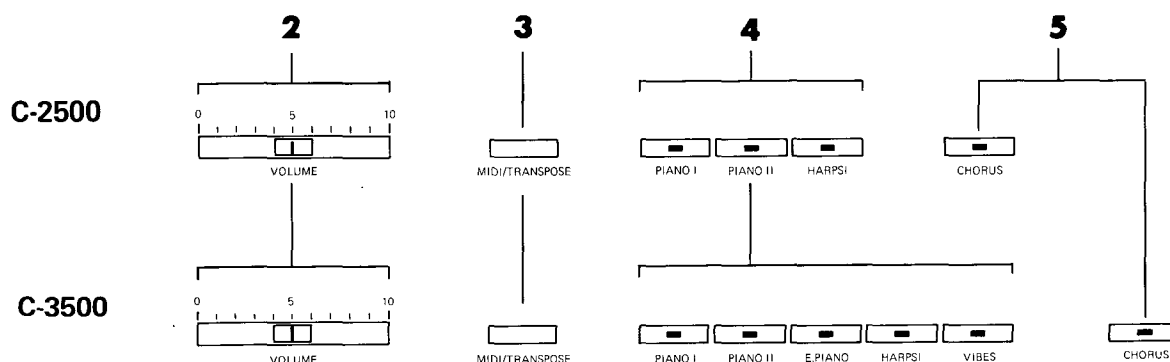 2 3 4 5
C-2500
0 5 10
VOLUME MIDI/TRANSPOSE PIANO I PIANO II HARPSI CHORUS
C-3500
0 5 10
VOLUME MIDI/TRANSPOSE PIANO I PIANO II E.PIANO HARPSI VIBES CHORUS